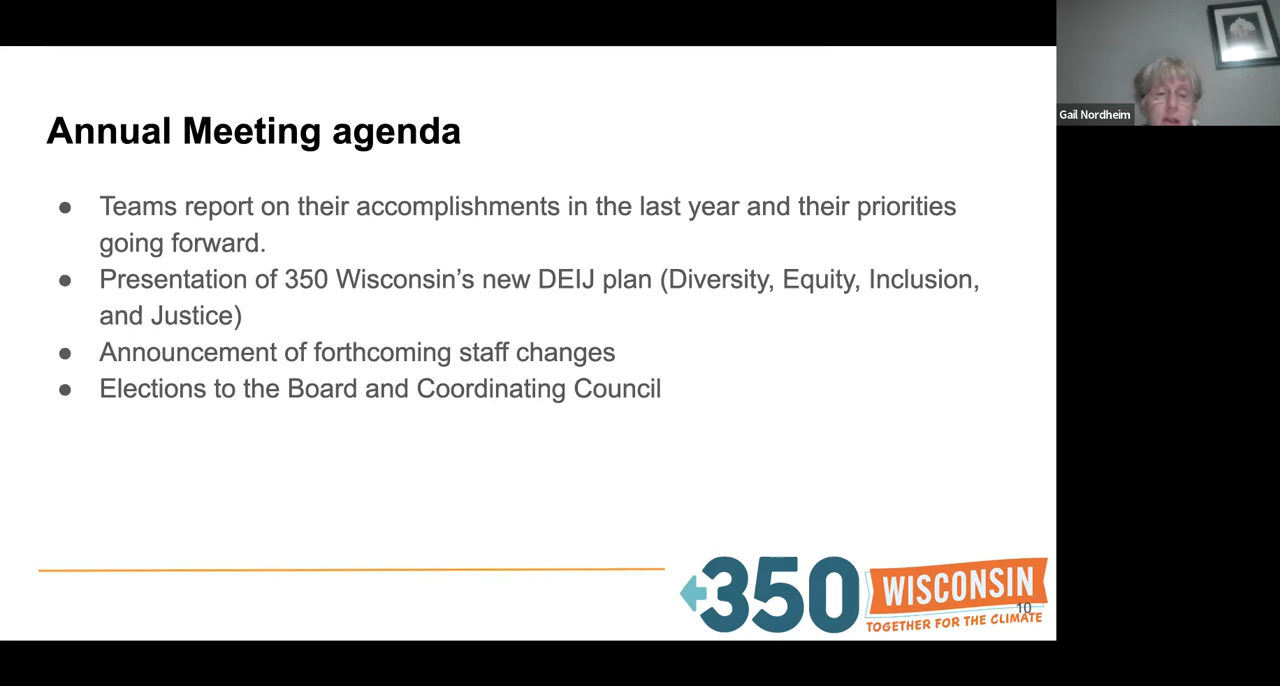 Annual Meeting agenda
● Teams report on their accomplishments in the last year and their priorities
going forward.
● Presentation of 350 Wisconsin’s new DEIJ plan (Diversity, Equity, Inclusion,
and Justice)
● Announcement of forthcoming staff changes
● Elections to the Board and Coordinating Council
350 WISCONSIN
10
TOGETHER FOR THE CLIMATE
Gail Nordheim